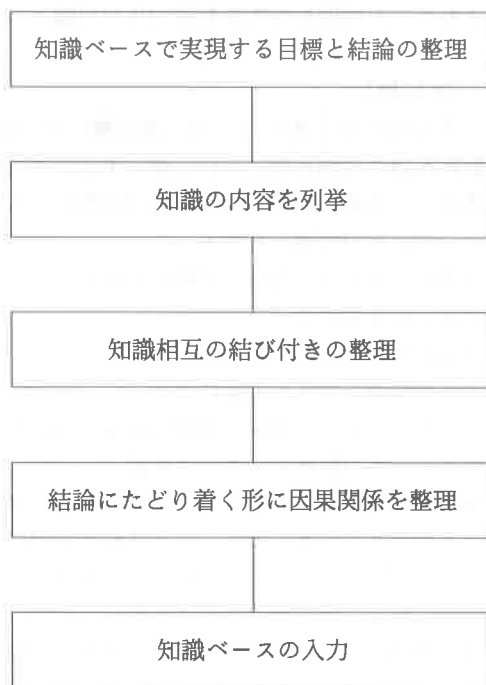 知識ベースで実現する目標と結論の整理
知識の内容を列挙
知識相互の結び付きの整理
結論にたどり着く形に因果関係を整理
知識ベースの入力